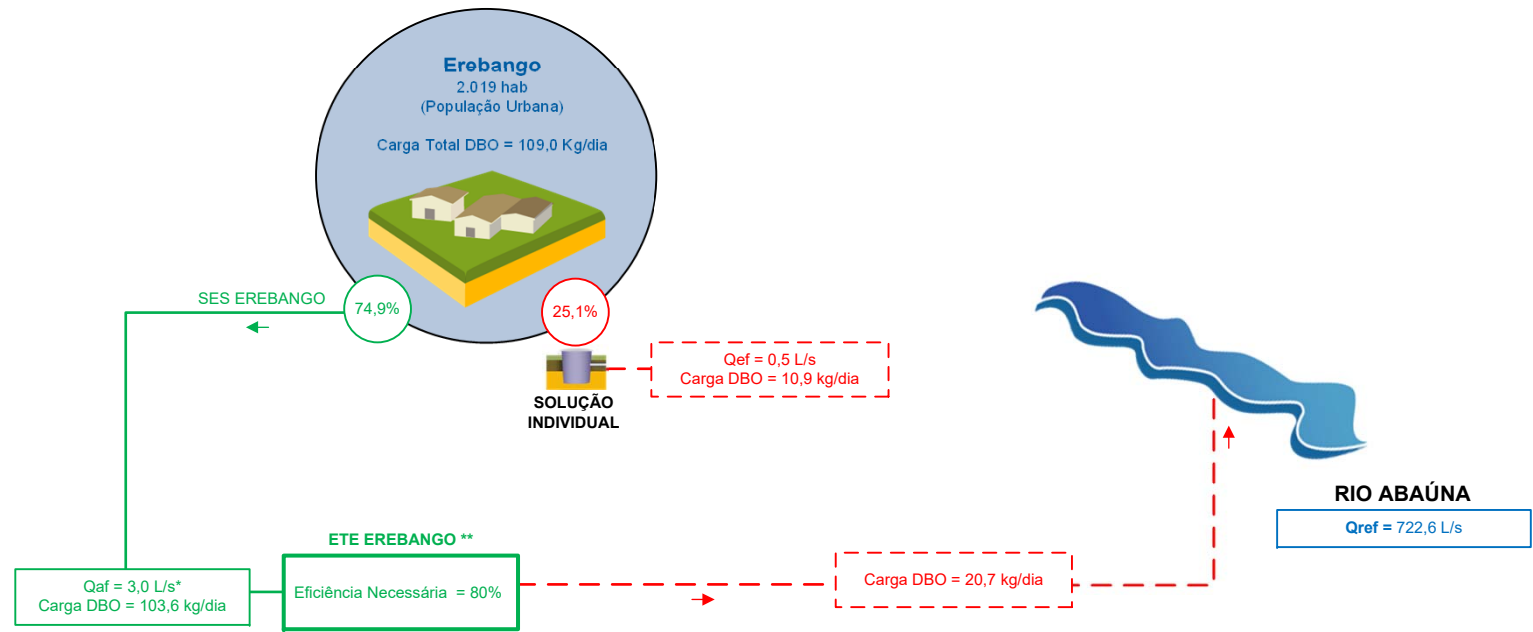 Erebango
2.019 hab
(População Urbana)
Carga Total DBO = 109,0 Kg/dia
SES EREBANGO
74,9%
25,1%
SOLUÇÃO
INDIVIDUAL
Qef = 0,5 L/s
Carga DBO = 10,9 kg/dia
RIO ABAÚNA
Qref = 722,6 L/s
ETE EREBANGO **
Qaf = 3,0 L/s*
Carga DBO = 103,6 kg/dia
Eficiência Necessária = 80%
Carga DBO = 20,7 kg/dia